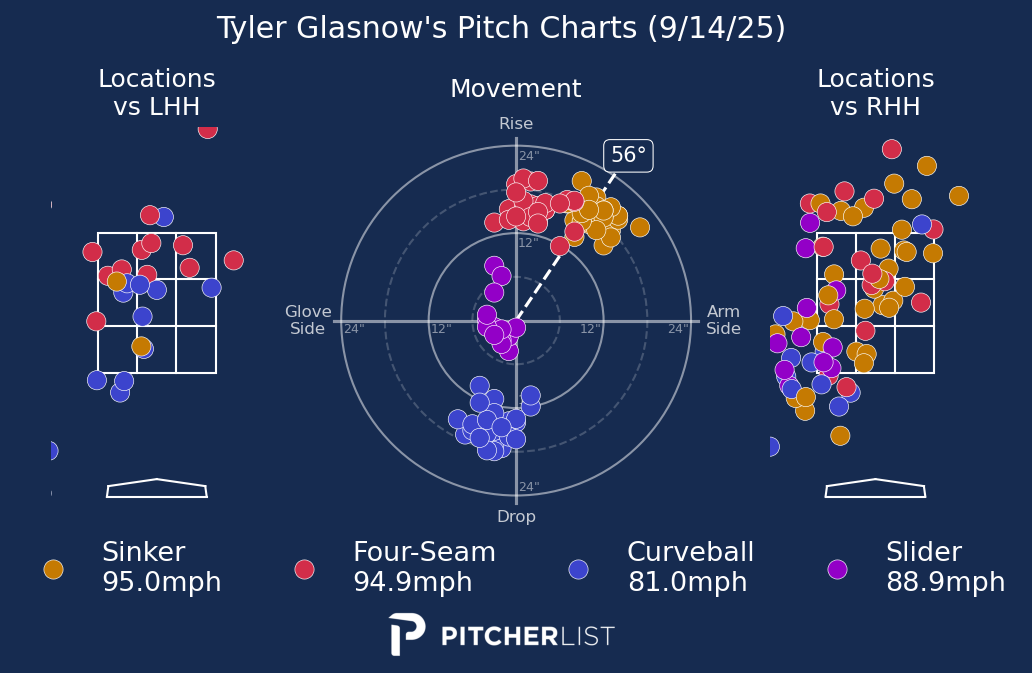 Tyler Glasnow's Pitch Charts (9/14/25)
Locations
vs LHH
Movement
Locations
vs RHH
Rise
24"
56°
12"
Glove
Side
24"
12"
12"
24"
Arm
Side
12"
24"
Drop
Sinker
95.0mph
Four-Seam
94.9mph
Curveball
81.0mph
Slider
88.9mph
PITCHERLIST